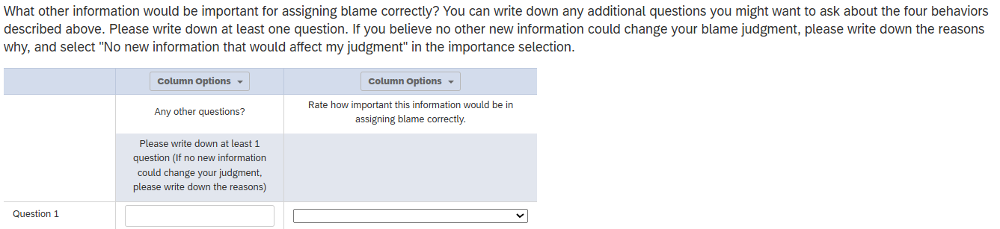 What other information would be important for assigning blame correctly? You can write down any additional questions you might want to ask about the four behaviors
described above. Please write down at least one question. If you believe no other new information could change your blame judgment, please write down the reasons
why, and select "No new information that would affect my judgment" in the importance selection.
Column Options
Column Options
Any other questions?
Rate how important this information would be in
assigning blame correctly.
Please write down at least 1
question (If no new information
could change your judgment,
please write down the reasons)
Question 1